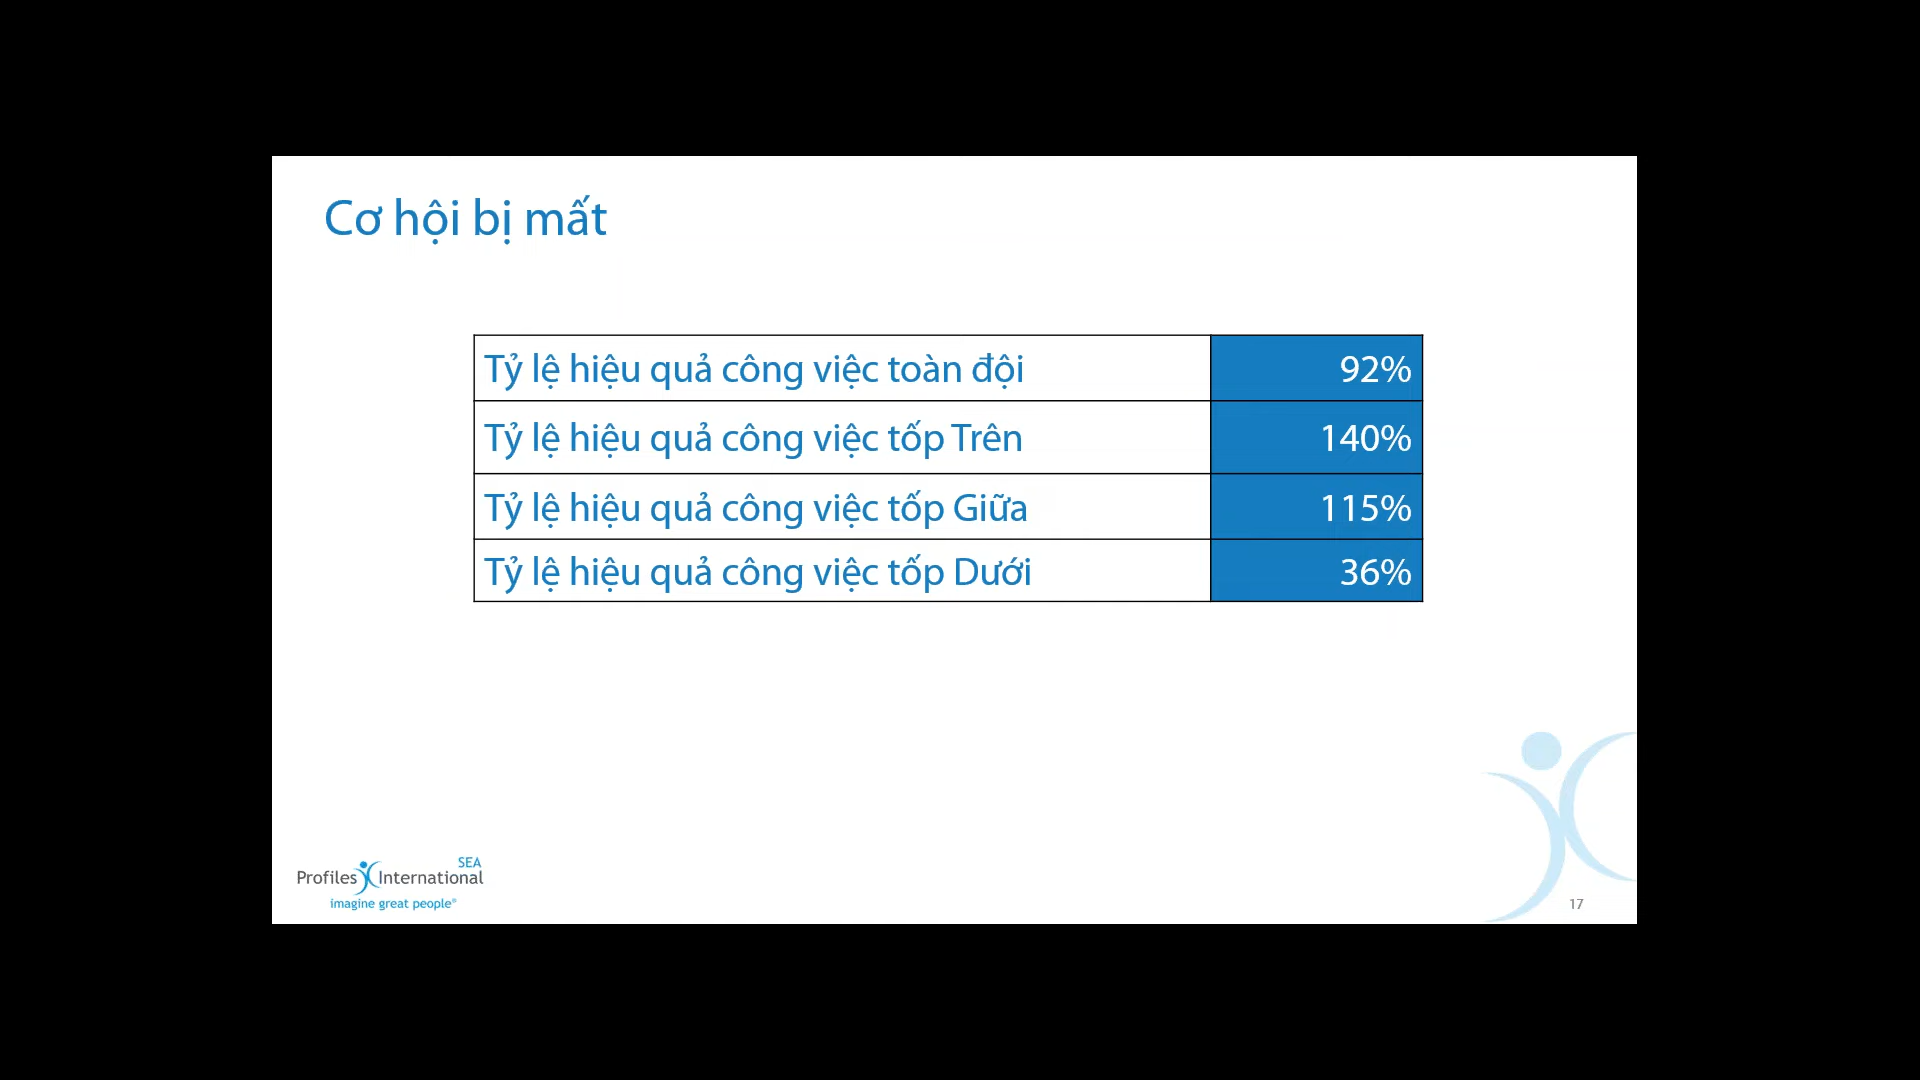 Cơ hội bị mất
Tỷ lệ hiệu quả công việc toàn đội 92%
Tỷ lệ hiệu quả công việc tốp Trên 140%
Tỷ lệ hiệu quả công việc tốp Giữa 115%
Tỷ lệ hiệu quả công việc tốp Dưới 36%
SEA
Profiles International
imagine great people®
17